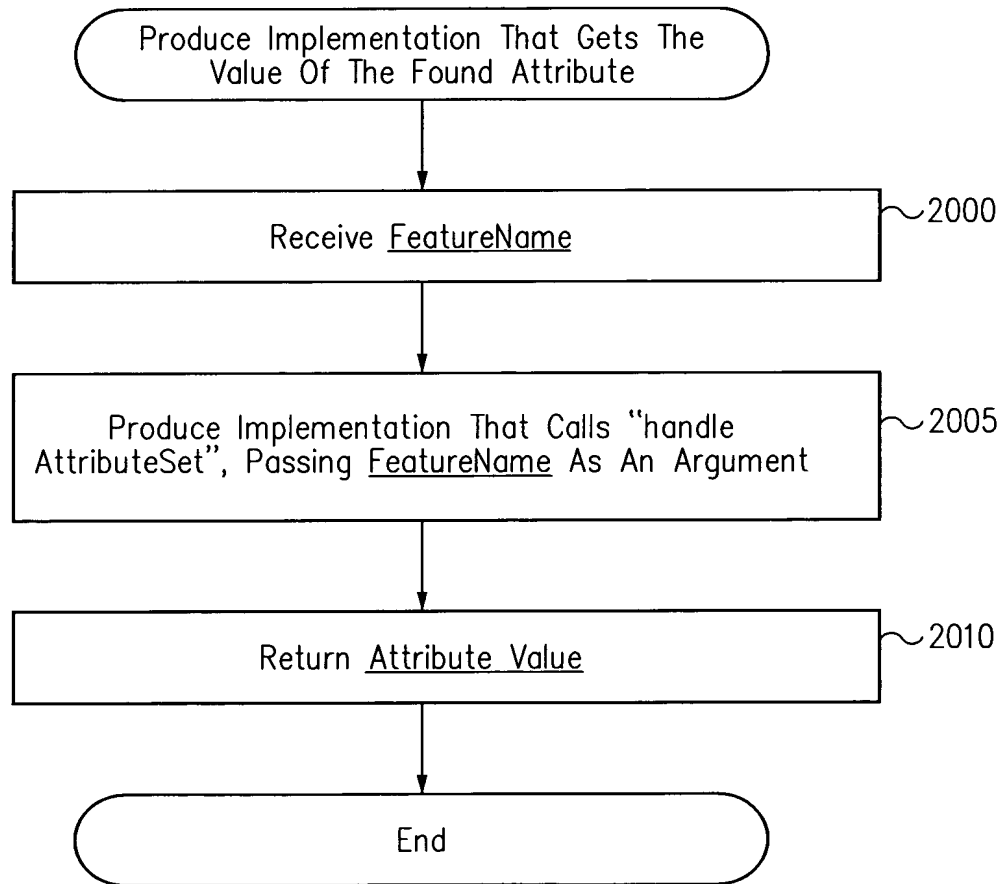 Produce Implementation That Gets The
Value Of The Found Attribute
Receive FeatureName
2000
Produce Implementation That Calls “handle
AttributeSet”, Passing FeatureName As An Argument
2005
Return Attribute Value
2010
End